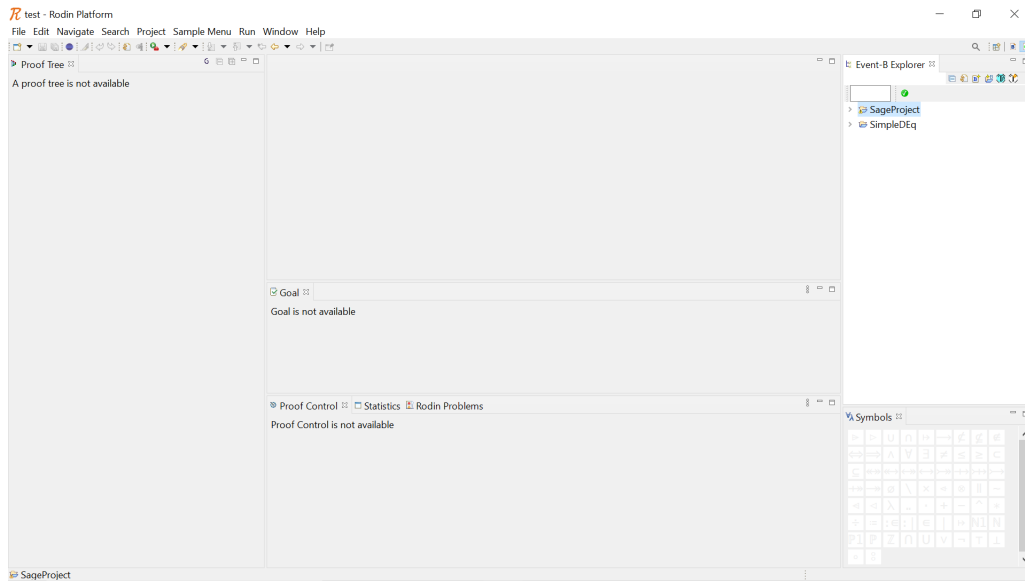 test - Rodin Platform
File Edit Navigate Search Project Sample Menu Run Window Help
Proof Tree
A proof tree is not available
Goal
Goal is not available
Proof Control Statistics Rodin Problems
Proof Control is not available
Event-B Explorer
SageProject
SimpleDEq
Symbols
SageProject